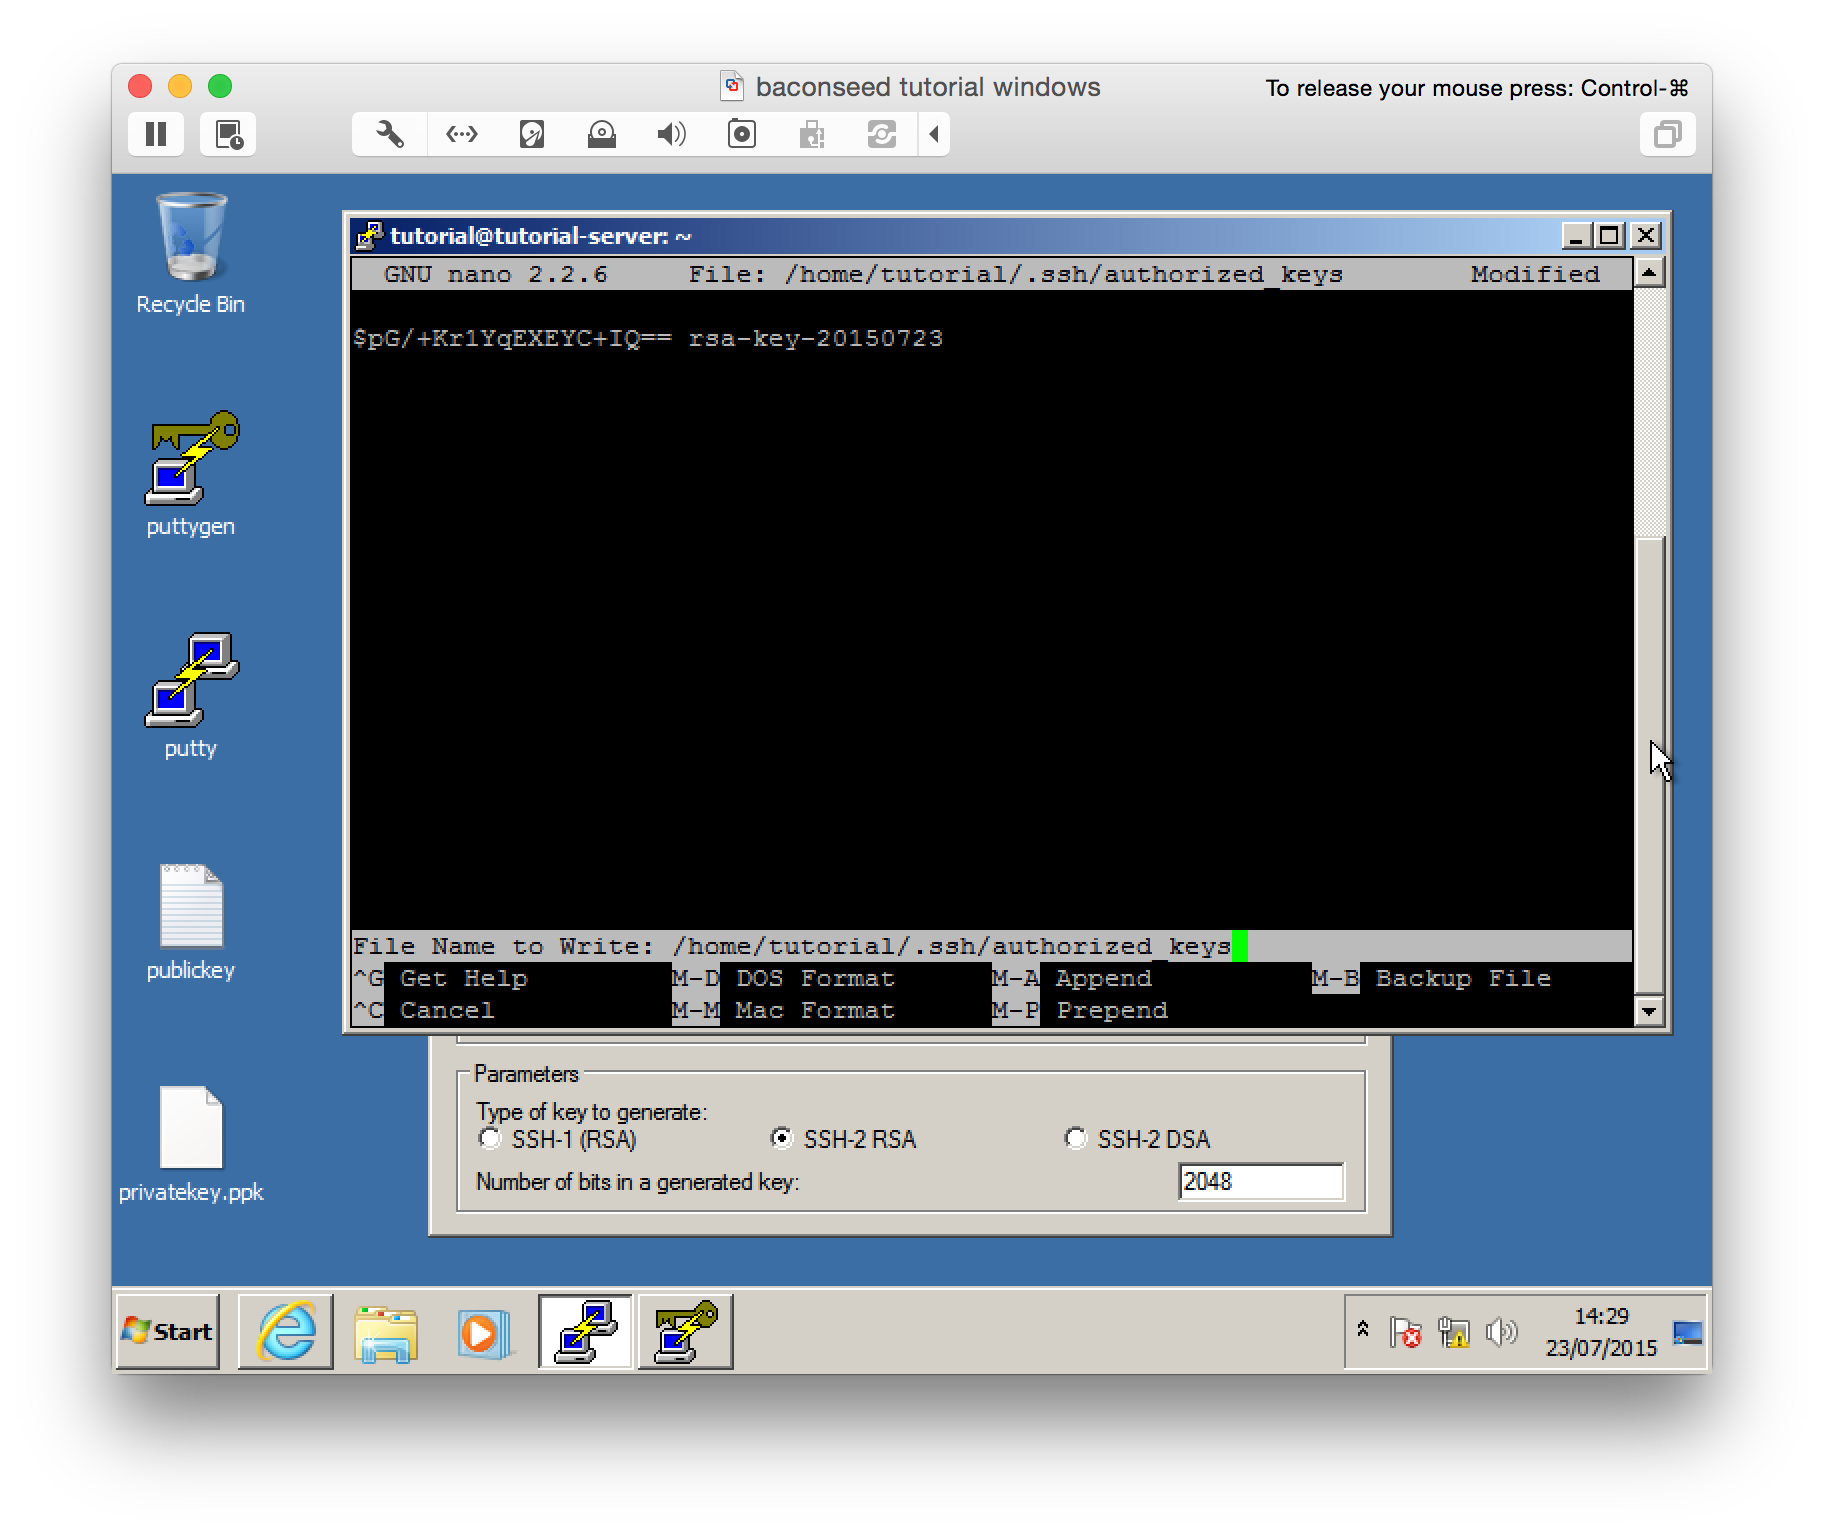 baconseed tutorial windows
To release your mouse press: Control-⌘
Recycle Bin
puttygen
putty
publickey
privatekey.ppk
tutorial@tutorial-server: ~
GNU nano 2.2.6 File: /home/tutorial/.ssh/authorized_keys Modified
$pG/+Kr1YqEXEYC+IQ== rsa-key-20150723
File Name to Write: /home/tutorial/.ssh/authorized_keys
^G Get Help M-D DOS Format M-A Append M-B Backup File
^C Cancel M-M Mac Format M-P Prepend
Parameters
Type of key to generate:
SSH-1 (RSA) SSH-2 RSA SSH-2 DSA
Number of bits in a generated key: 2048
Start
14:29
23/07/2015